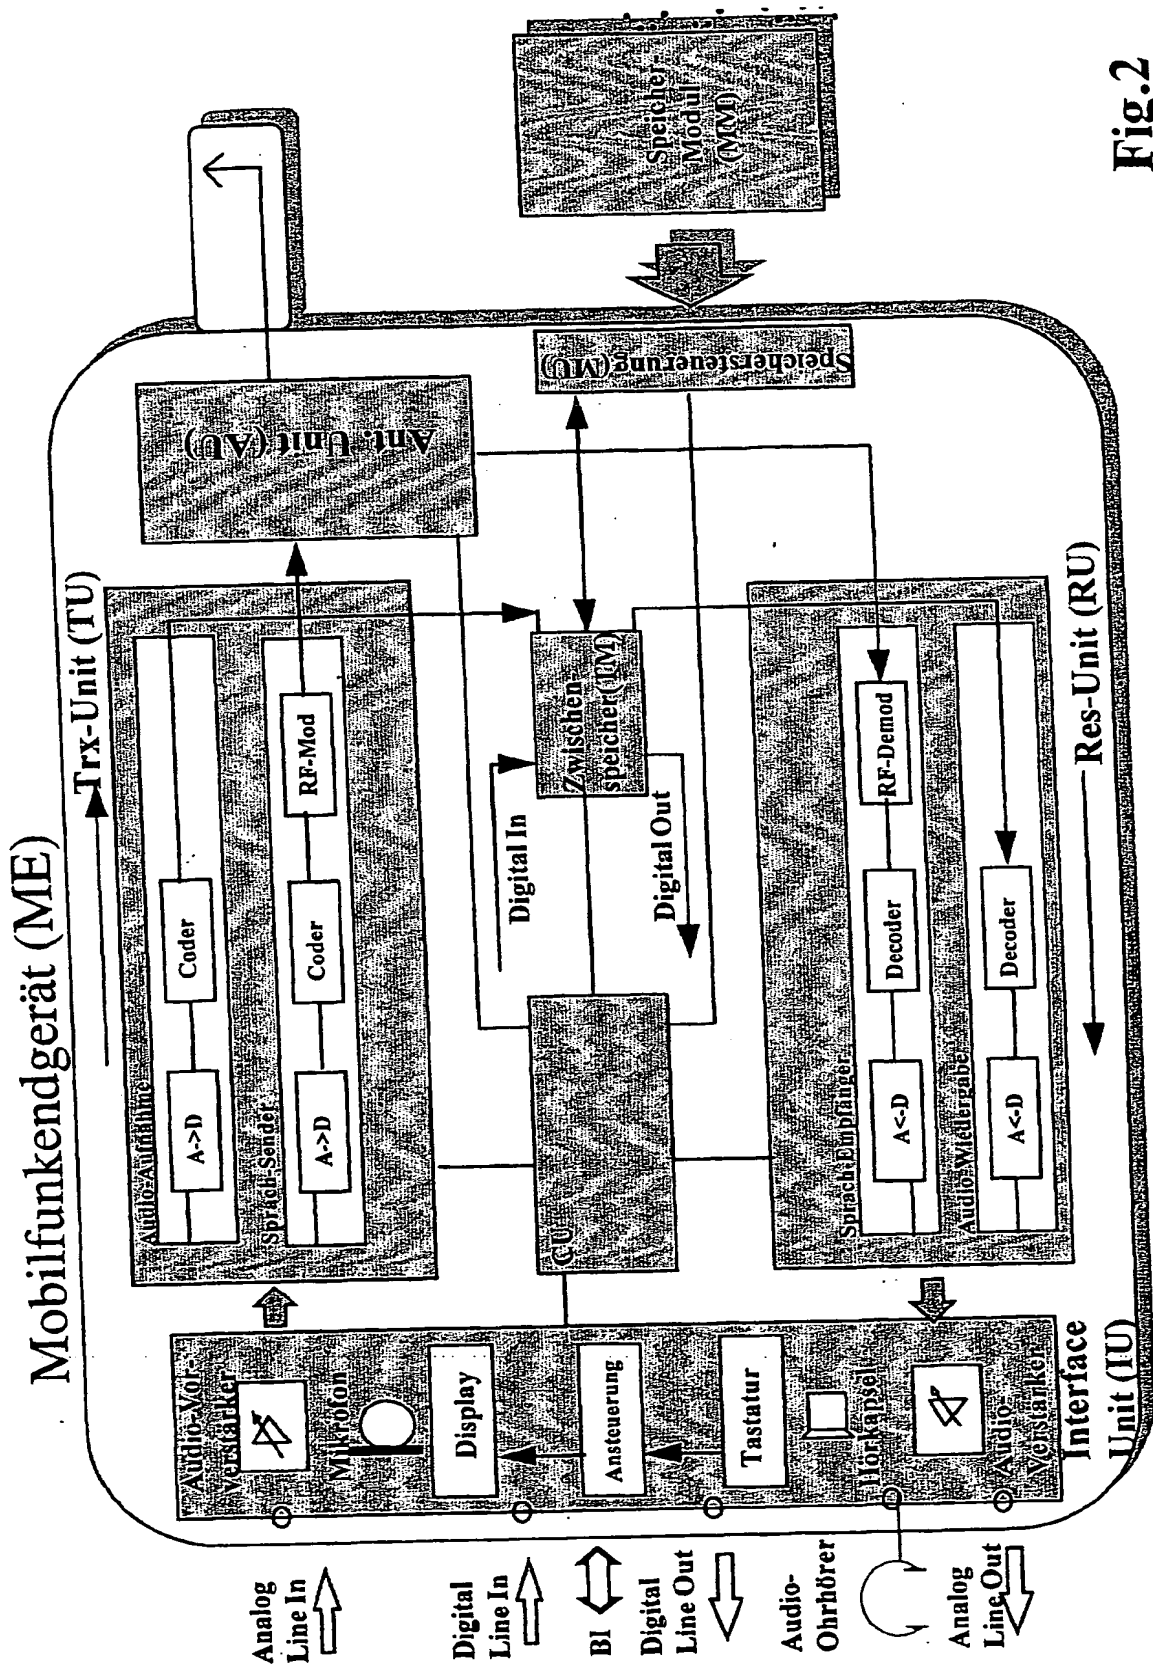 Mobilfunkendgerät (ME)
Trx-Unit (TU)
Audio-Aufnahme
A->D
Coder
Sprach-Sender
A->D
Coder
RF-Mod
Ant. Unit (AU)
Speicher-
Modul
(MM)
Speichersteuerung(MU)
Zwischen-
speicher(TM)
Digital In
Digital Out
CU
Sprach-Empfänger
A<-D
Decoder
RF-Demod
Audio-Wiedergabe
A<-D
Decoder
Res-Unit (RU)
Audio-Vor-
verstärker
Mikrofon
Display
Ansteuerung
Tastatur
Hörkapsel
Audio-
Verstärker
Interface
Unit (IU)
Analog
Line In
Digital
Line In
BI
Digital
Line Out
Audio-
Ohrhörer
Analog
Line Out
Fig.2